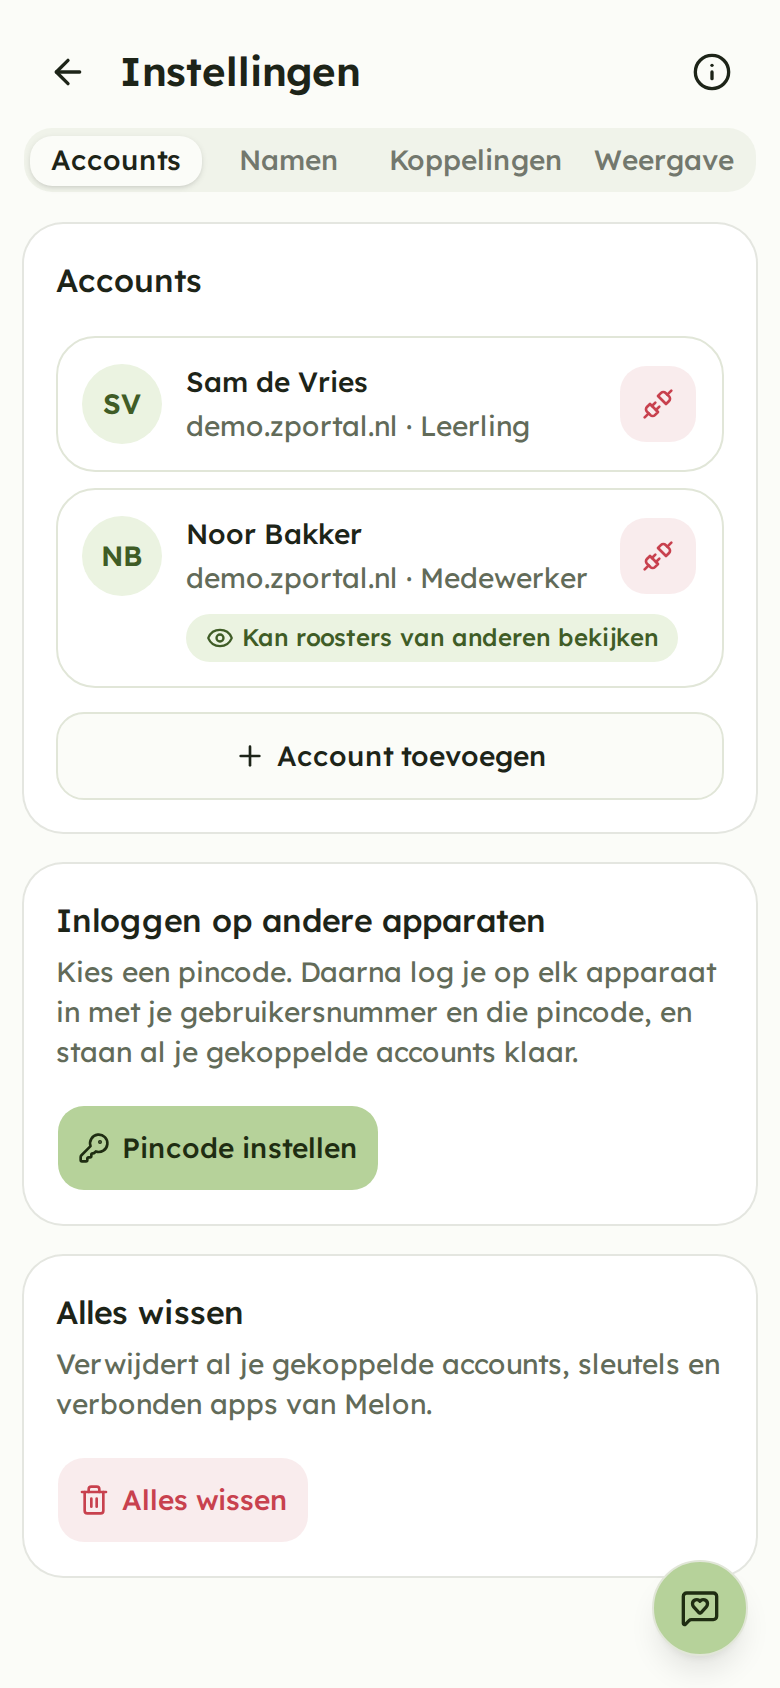 Instellingen
Accounts
Namen
Koppelingen
Weergave
Accounts
SV
Sam de Vries
demo.zportal.nl · Leerling
NB
Noor Bakker
demo.zportal.nl · Medewerker
Kan roosters van anderen bekijken
Account toevoegen
Inloggen op andere apparaten
Kies een pincode. Daarna log je op elk apparaat
in met je gebruikersnummer en die pincode, en
staan al je gekoppelde accounts klaar.
Pincode instellen
Alles wissen
Verwijdert al je gekoppelde accounts, sleutels en
verbonden apps van Melon.
Alles wissen